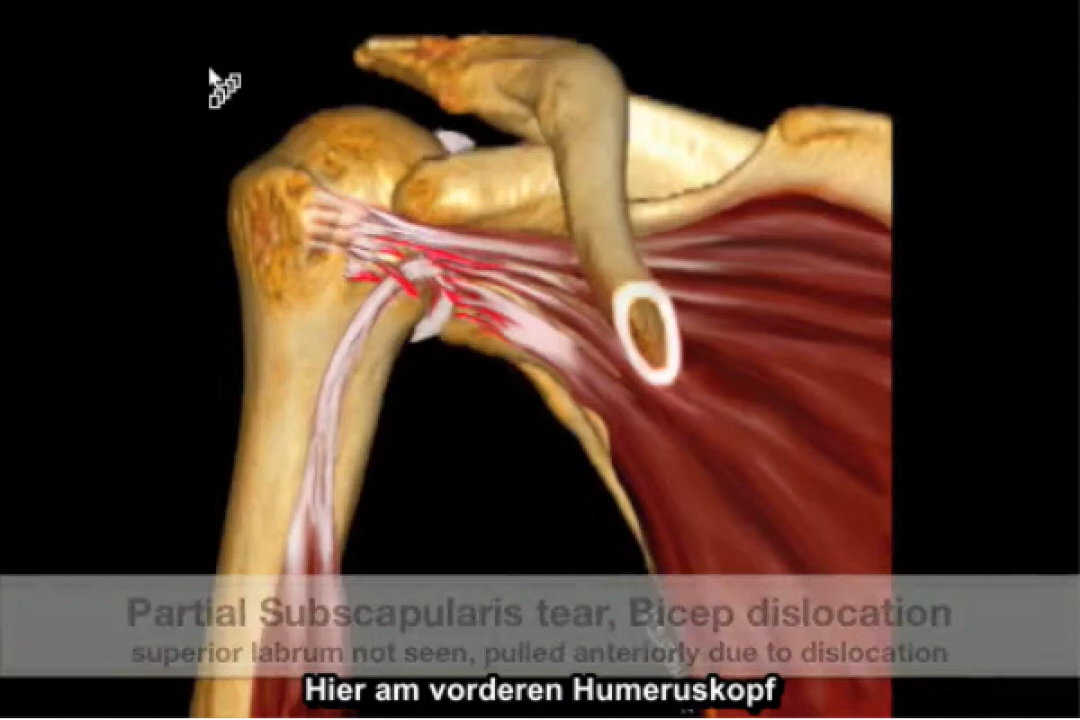 Partial Subscapularis tear, Bicep dislocation
superior labrum not seen, pulled anteriorly due to dislocation
Hier am vorderen Humeruskopf